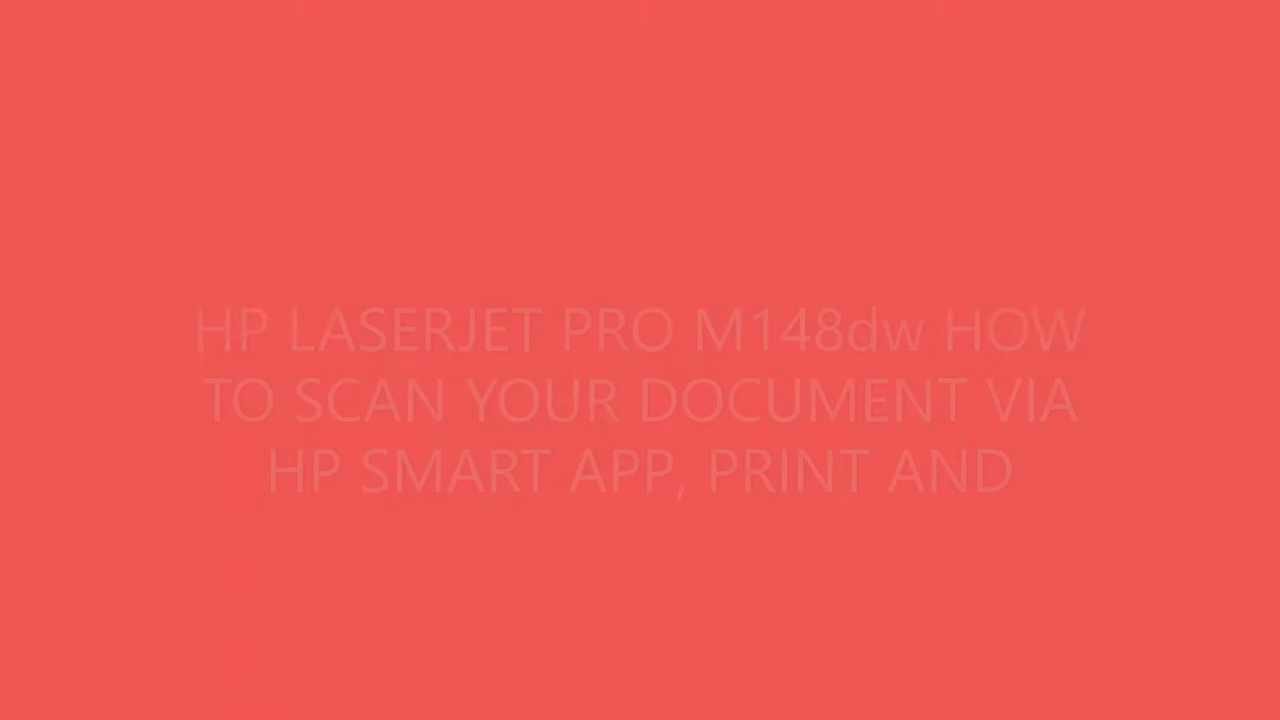 HP LASERJET PRO M148dw HOW
TO SCAN YOUR DOCUMENT VIA
HP SMART APP, PRINT AND